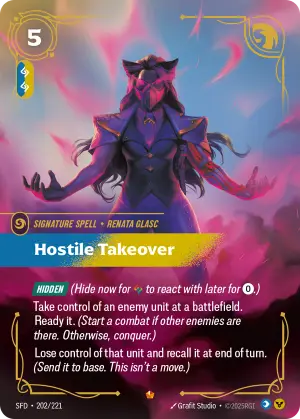 5
SIGNATURE SPELL • RENATA GLASC
Hostile Takeover
HIDDEN (Hide now for to react with later for 0.)
Take control of an enemy unit at a battlefield.
Ready it. (Start a combat if other enemies are
there. Otherwise, conquer.)
Lose control of that unit and recall it at end of turn.
(Send it to base. This isn't a move.)
SFD • 202/221
Grafit Studio • ©2025RGI